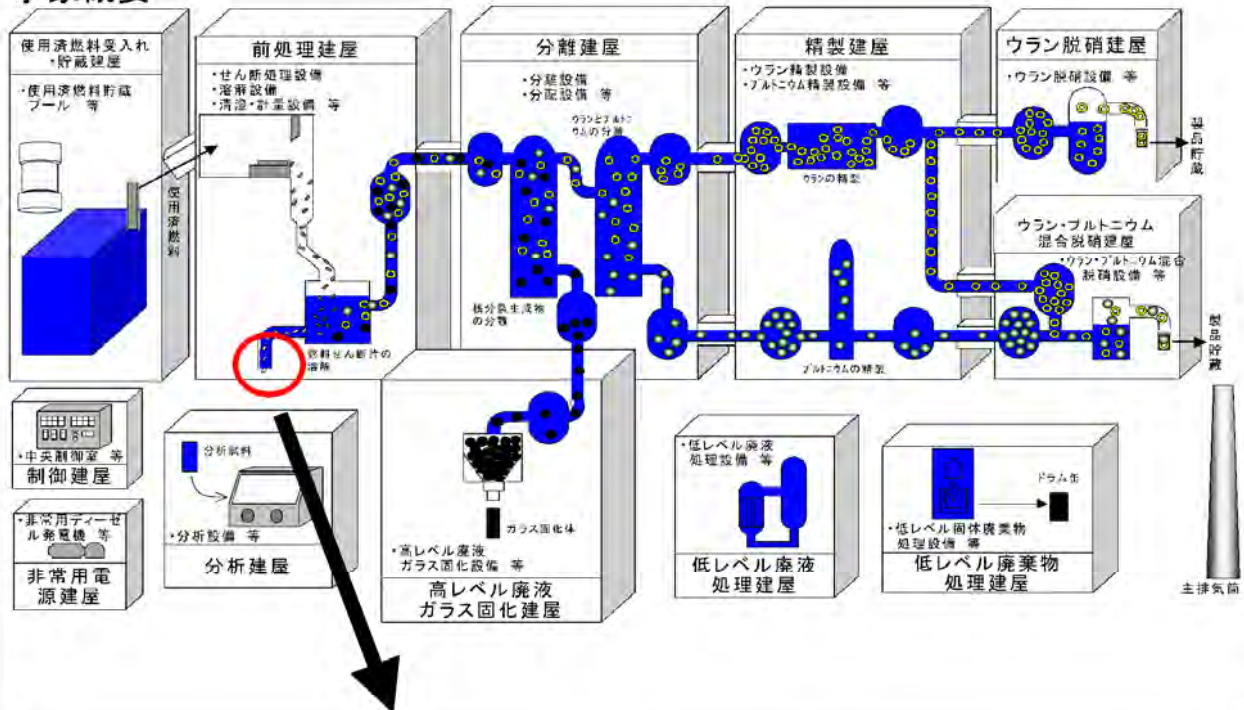 使用済燃料受入れ
・貯蔵建屋
・使用済燃料貯蔵
プール 等
使用済燃料
前処理建屋
・せん断処理設備
・溶解設備
・清澄・計量設備 等
燃料せん断片の
溶解
分離建屋
・分離設備
・分配設備 等
ウランとプルトニ
ウムの分離
核分裂生成物
の分離
精製建屋
・ウラン精製設備
・プルトニウム精製設備 等
ウランの精製
プルトニウムの精製
ウラン脱硝建屋
・ウラン脱硝設備 等
製品貯蔵
ウラン・プルトニウム
混合脱硝建屋
・ウラン・プルトニウム混合
脱硝設備 等
製品貯蔵
・中央制御室 等
制御建屋
・非常用ディーゼ
ル発電機 等
非常用電
源建屋
分析試料
・分析設備 等
分析建屋
ガラス固化体
・高レベル廃液
ガラス固化設備 等
高レベル廃液
ガラス固化建屋
・低レベル廃液
処理設備 等
低レベル廃液
処理建屋
ドラム缶
・低レベル固体廃棄物
処理設備 等
低レベル廃棄物
処理建屋
主排気筒